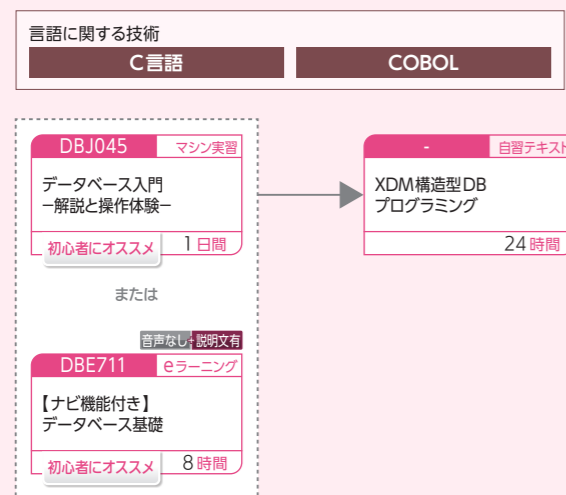 言語に関する技術
C言語
COBOL
DBJ045 マシン実習
データベース入門
−解説と操作体験−
初心者にオススメ 1日間
- 自習テキスト
XDM構造型DB
プログラミング
24時間
または
音声なし+説明文有
DBE711 eラーニング
【ナビ機能付き】
データベース基礎
初心者にオススメ 8時間